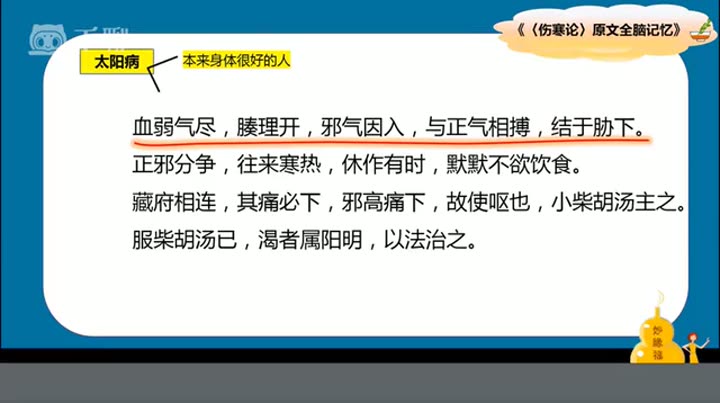 千聊
《〈伤寒论〉原文全脑记忆》
太阳病
本来身体很好的人
血弱气尽，腠理开，邪气因入，与正气相搏，结于胁下。
正邪分争，往来寒热，休作有时，默默不欲饮食。
藏府相连，其痛必下，邪高痛下，故使呕也，小柴胡汤主之。
服柴胡汤已，渴者属阳明，以法治之。